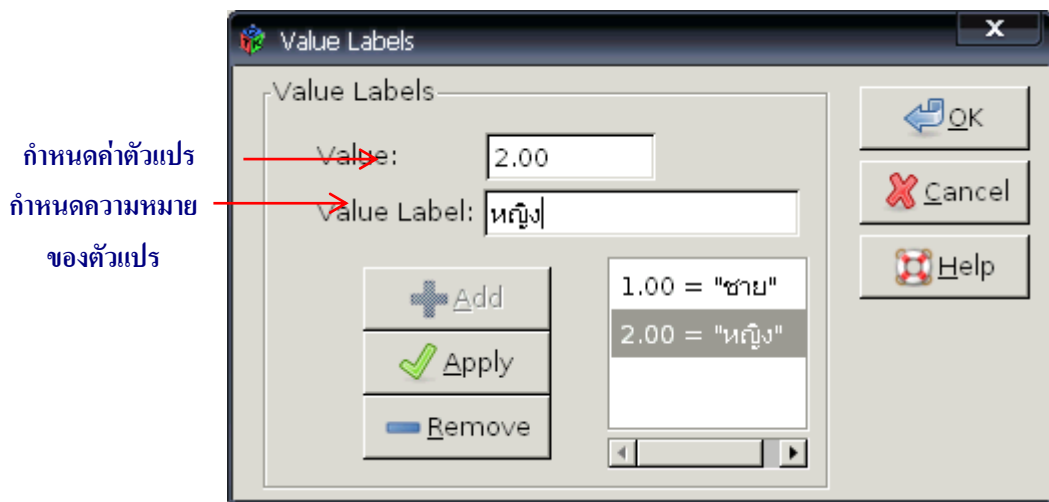 Value Labels
X
Value Labels
OK
กำหนดค่าตัวแปร
Value:
2.00
กำหนดความหมาย
ของตัวแปร
Value Label:
หญิง
Cancel
Help
Add
1.00 = "ชาย"
2.00 = "หญิง"
Apply
Remove